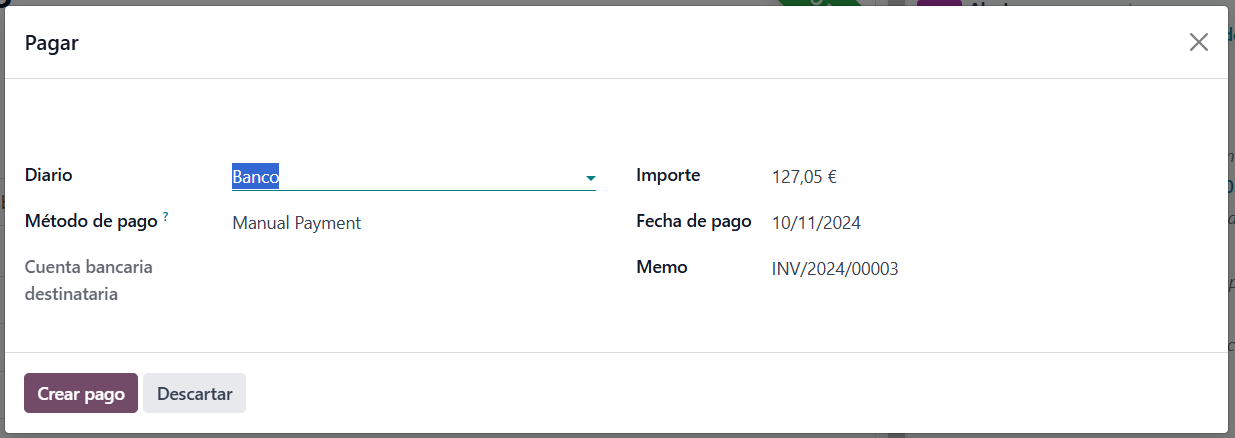 Pagar
Diario
Banco
Importe
127,05 €
Método de pago ?
Manual Payment
Fecha de pago
10/11/2024
Cuenta bancaria
destinataria
Memo
INV/2024/00003
Crear pago
Descartar